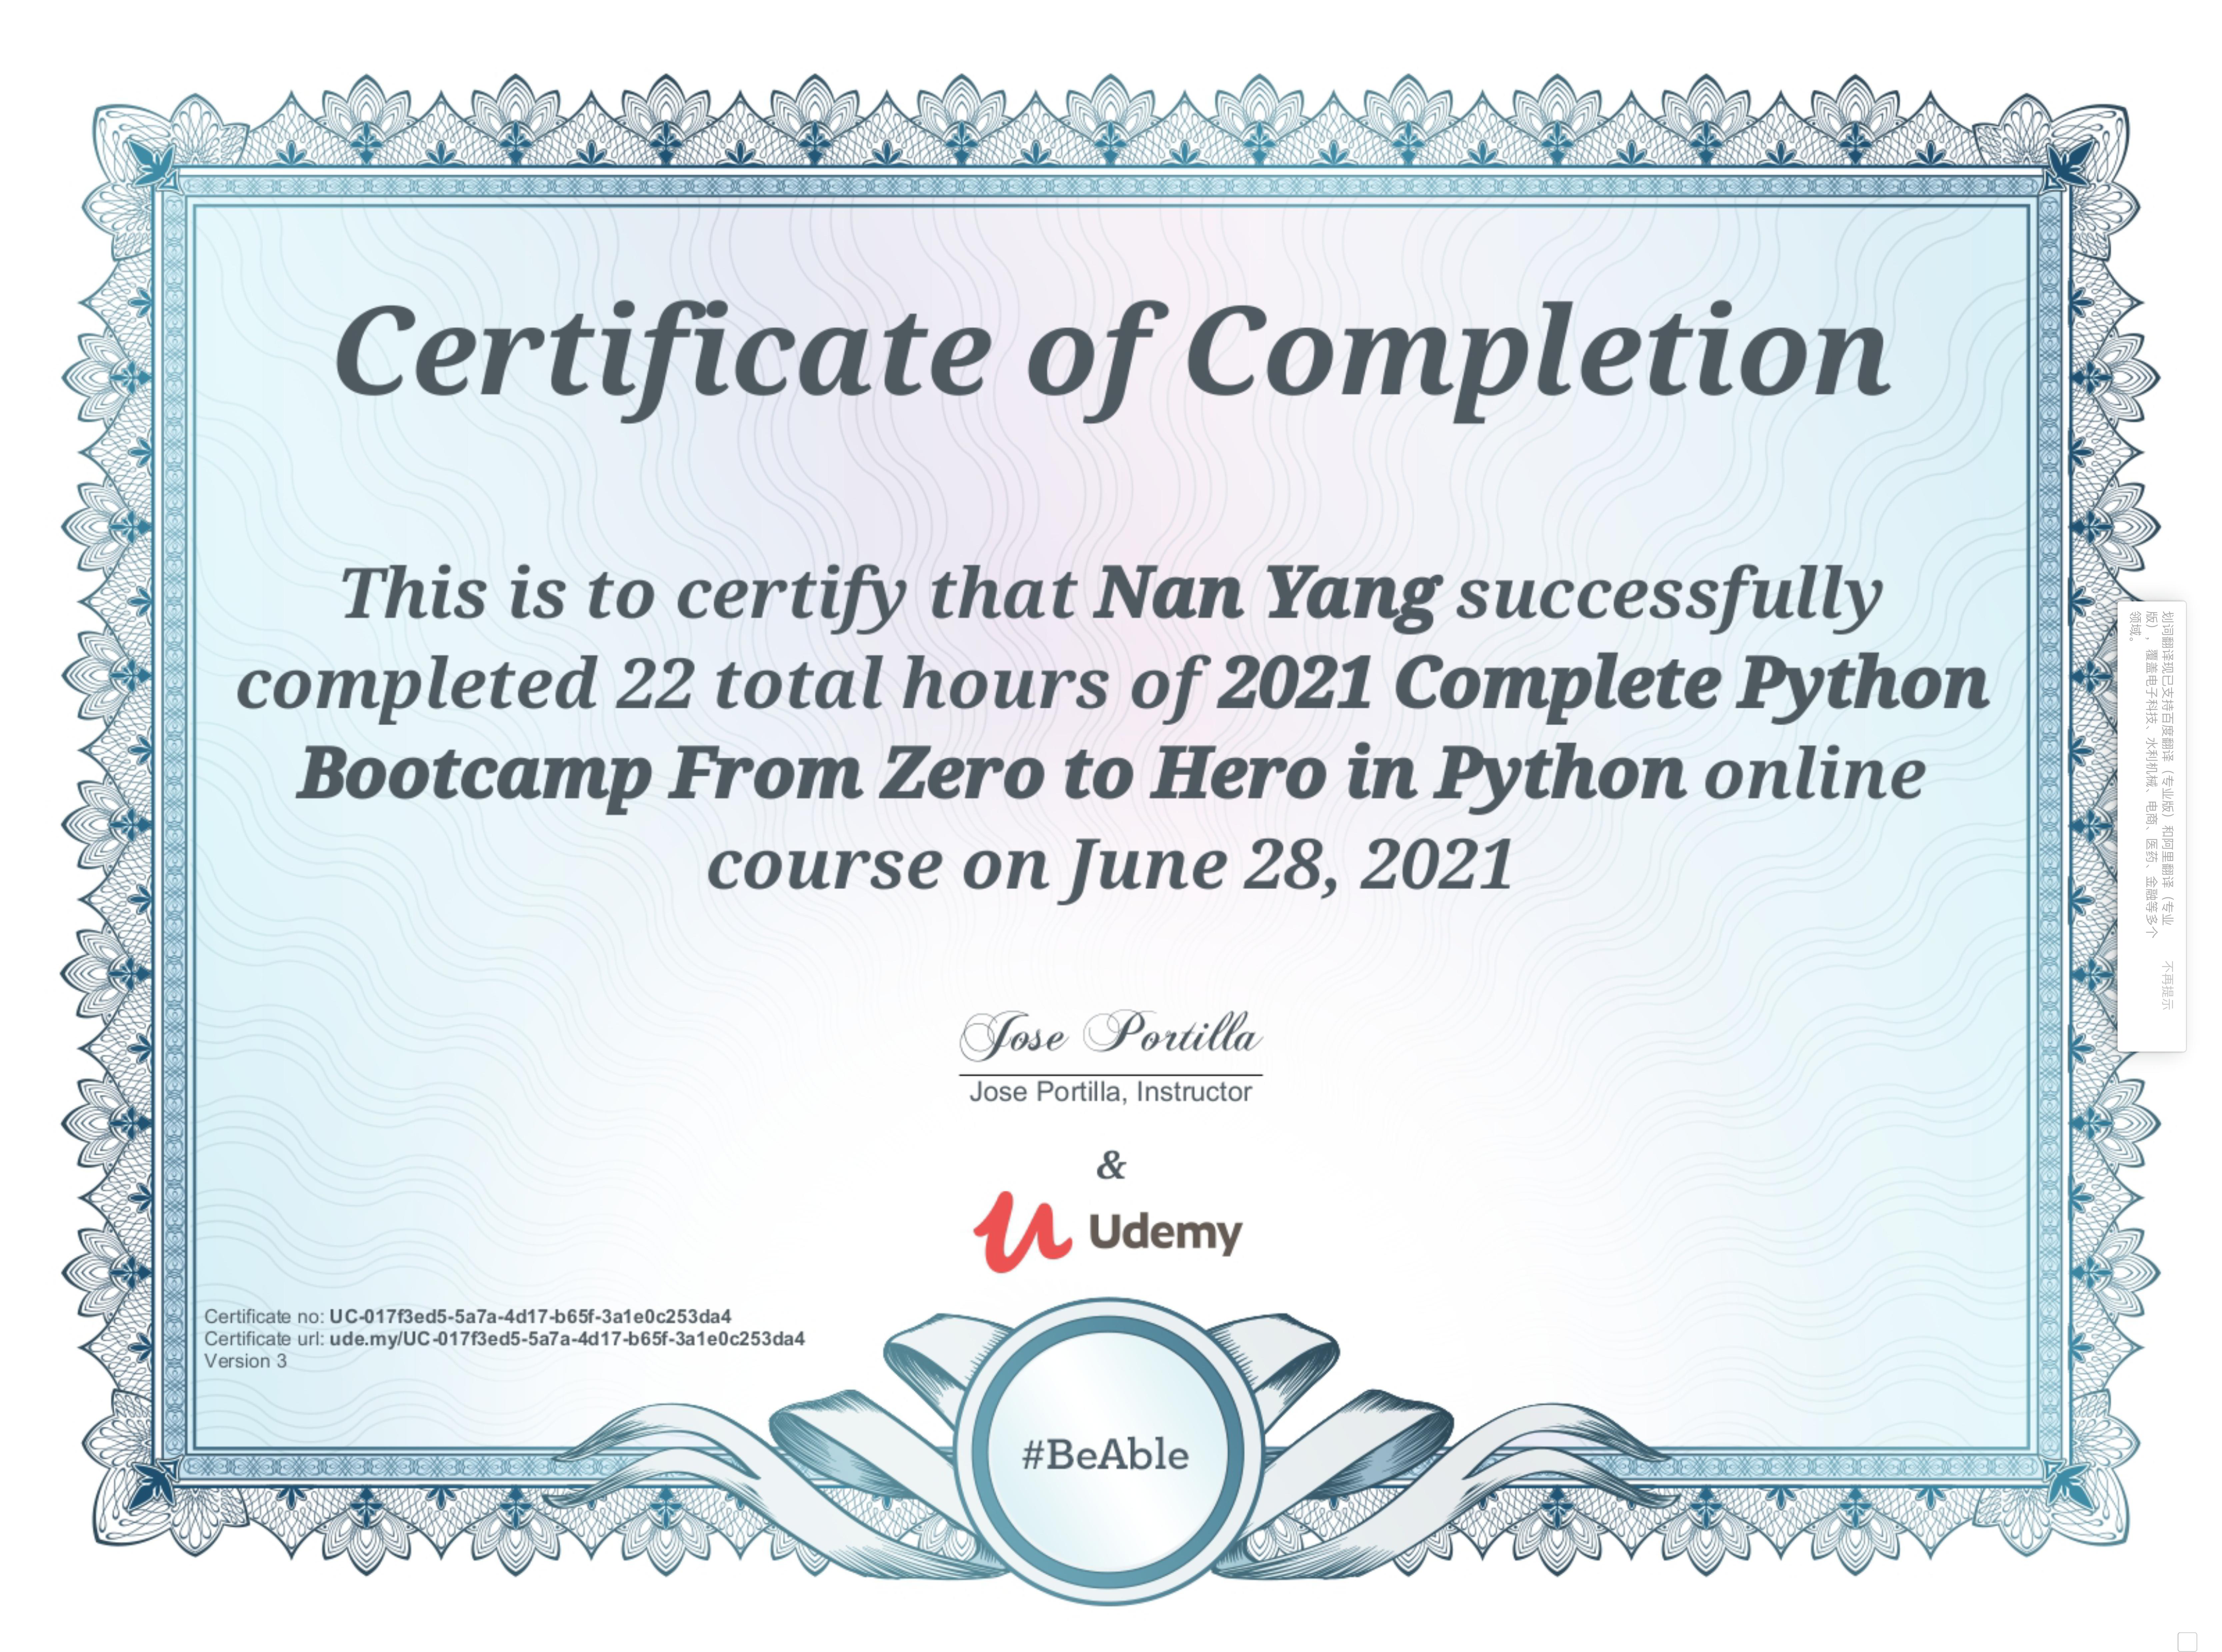 Certificate of Completion
This is to certify that Nan Yang successfully
completed 22 total hours of 2021 Complete Python
Bootcamp From Zero to Hero in Python online
course on June 28, 2021
Jose Portilla
Jose Portilla, Instructor
&
Udemy
Certificate no: UC-017f3ed5-5a7a-4d17-b65f-3a1e0c253da4
Certificate url: ude.my/UC-017f3ed5-5a7a-4d17-b65f-3a1e0c253da4
Version 3
#BeAble
划词翻译现已支持百度翻译（专业版）和阿里翻译（专业
版），覆盖电子科技、水利机械、电商、医药、金融等多个
领域。
不再提示